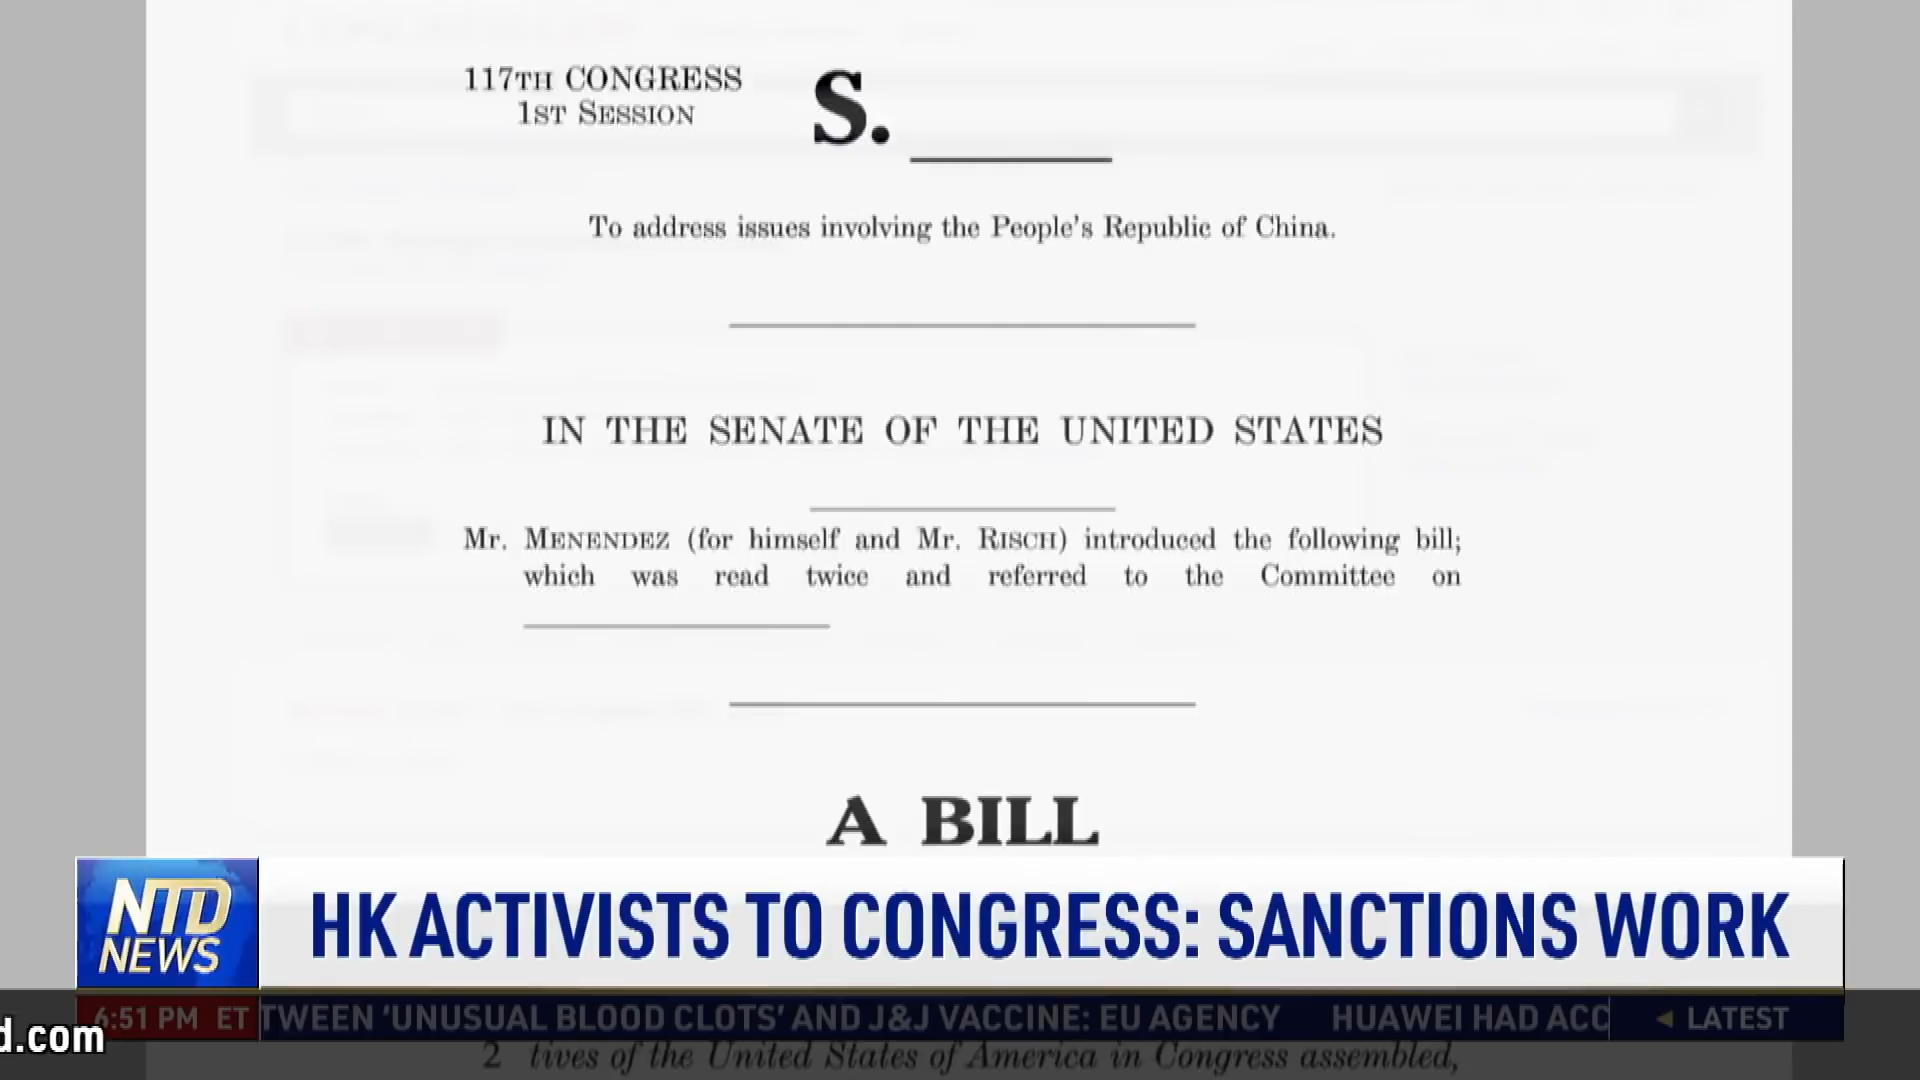 117TH CONGRESS
1ST SESSION
S.
To address issues involving the People's Republic of China.
IN THE SENATE OF THE UNITED STATES
Mr. MENENDEZ (for himself and Mr. RISCH) introduced the following bill;
which was read twice and referred to the Committee on
A BILL
NTD
NEWS
HK ACTIVISTS TO CONGRESS: SANCTIONS WORK
6:51 PM ET
TWEEN 'UNUSUAL BLOOD CLOTS' AND J&J VACCINE: EU AGENCY HUAWEI HAD ACC
LATEST
d.com
2 tives of the United States of America in Congress assembled,